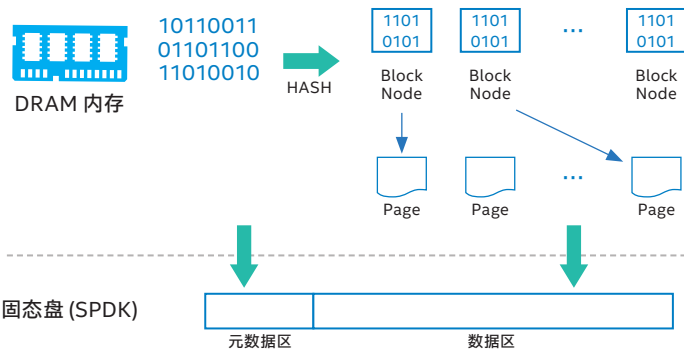 10110011
01101100
11010010
HASH
DRAM 内存
1101
0101
1101
0101
...
1101
0101
Block
Node
Block
Node
Block
Node
Page
Page
...
Page
固态盘 (SPDK)
元数据区
数据区